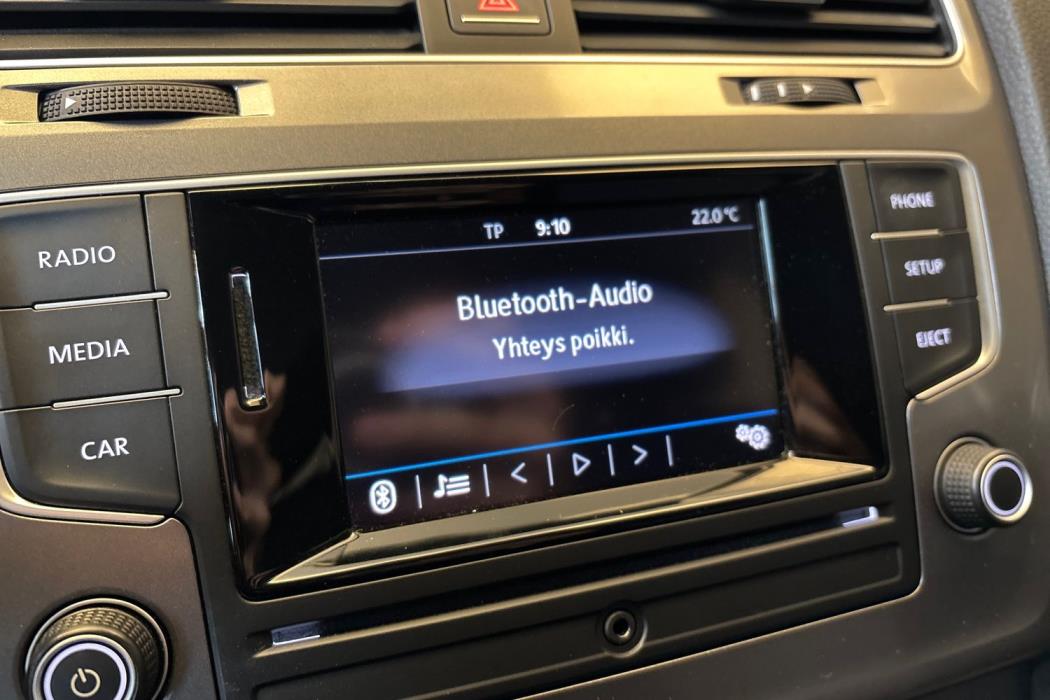 TP 9:10 22.0°C
Bluetooth-Audio
Yhteys poikki.
RADIO
MEDIA
CAR
PHONE
SETUP
EJECT